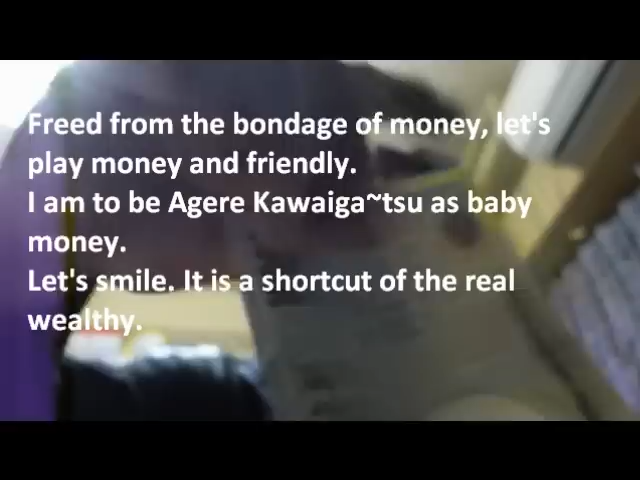 Freed from the bondage of money, let's
play money and friendly.
I am to be Agere Kawaiga~tsu as baby
money.
Let's smile. It is a shortcut of the real
wealthy.